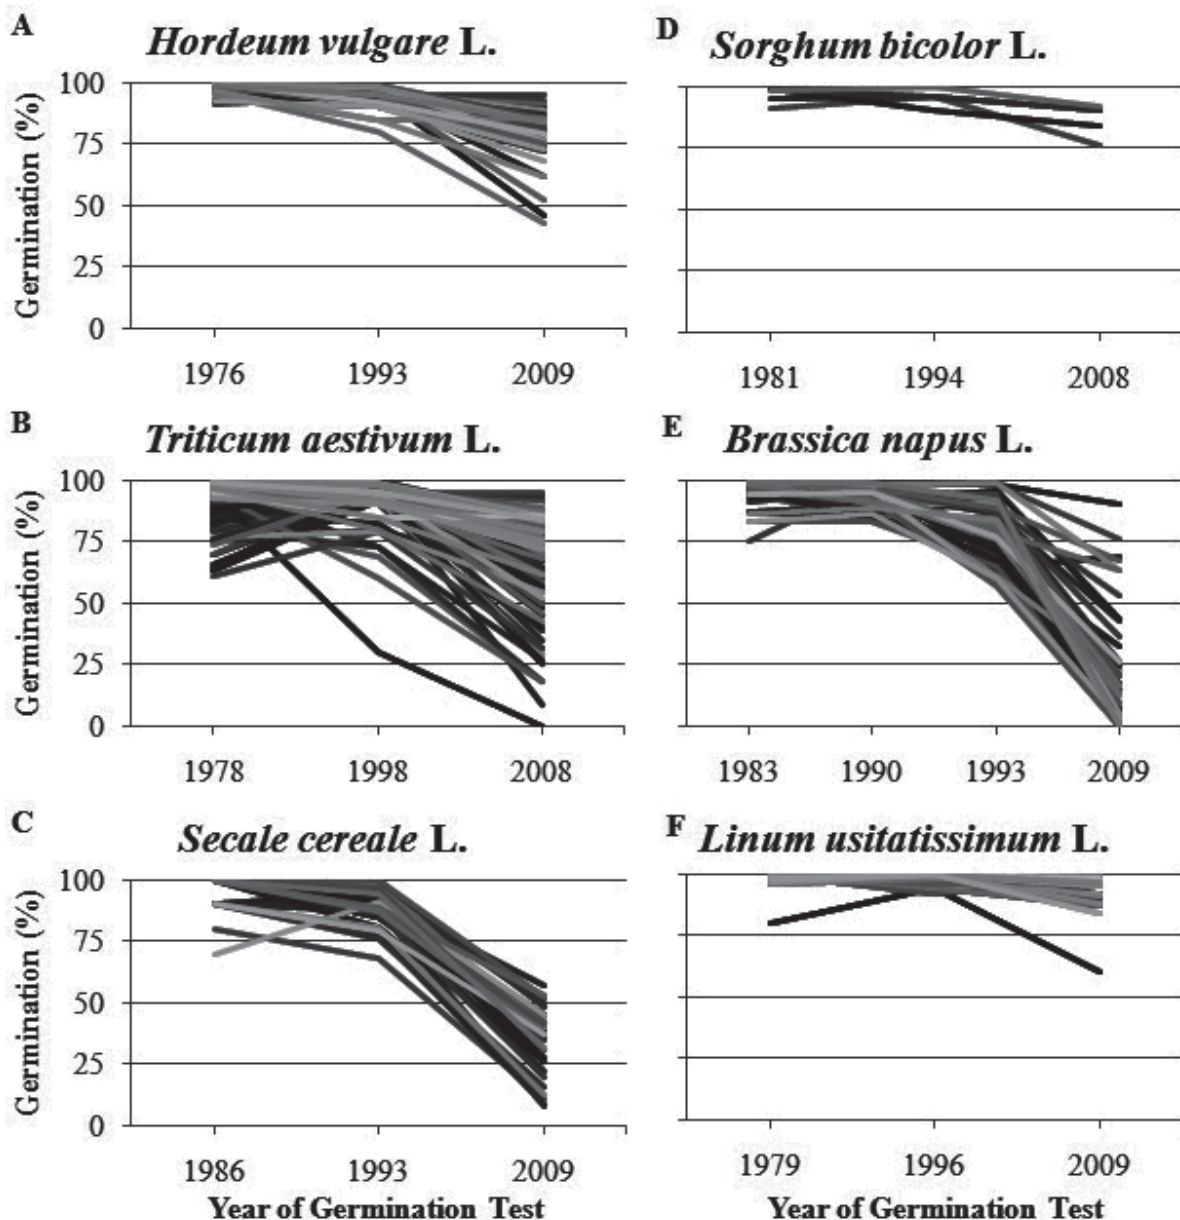 A
Hordeum vulgare L.
Germination (%)
100
75
50
25
0
1976 1993 2009
D
Sorghum bicolor L.
1981 1994 2008
B
Triticum aestivum L.
Germination (%)
100
75
50
25
0
1978 1998 2008
E
Brassica napus L.
1983 1990 1993 2009
C
Secale cereale L.
Germination (%)
100
75
50
25
0
1986 1993 2009
Year of Germination Test
F
Linum usitatissimum L.
1979 1996 2009
Year of Germination Test